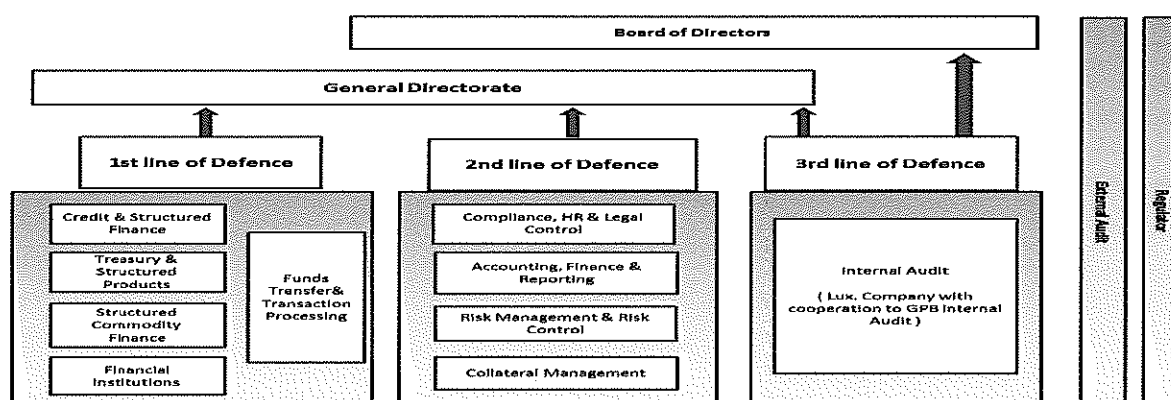 Board of Directors
General Directorate
1st line of Defence
2nd line of Defence
3rd line of Defence
Credit & Structured
Finance
Treasury &
Structured
Products
Structured
Commodity
Finance
Financial
Institutions
Funds
Transfer&
Transaction
Processing
Compliance, HR & Legal
Control
Accounting, Finance &
Reporting
Risk Management & Risk
Control
Collateral Management
Internal Audit
( Lux. Company with
cooperation to GPB Internal
Audit )
External Audit
Regulator